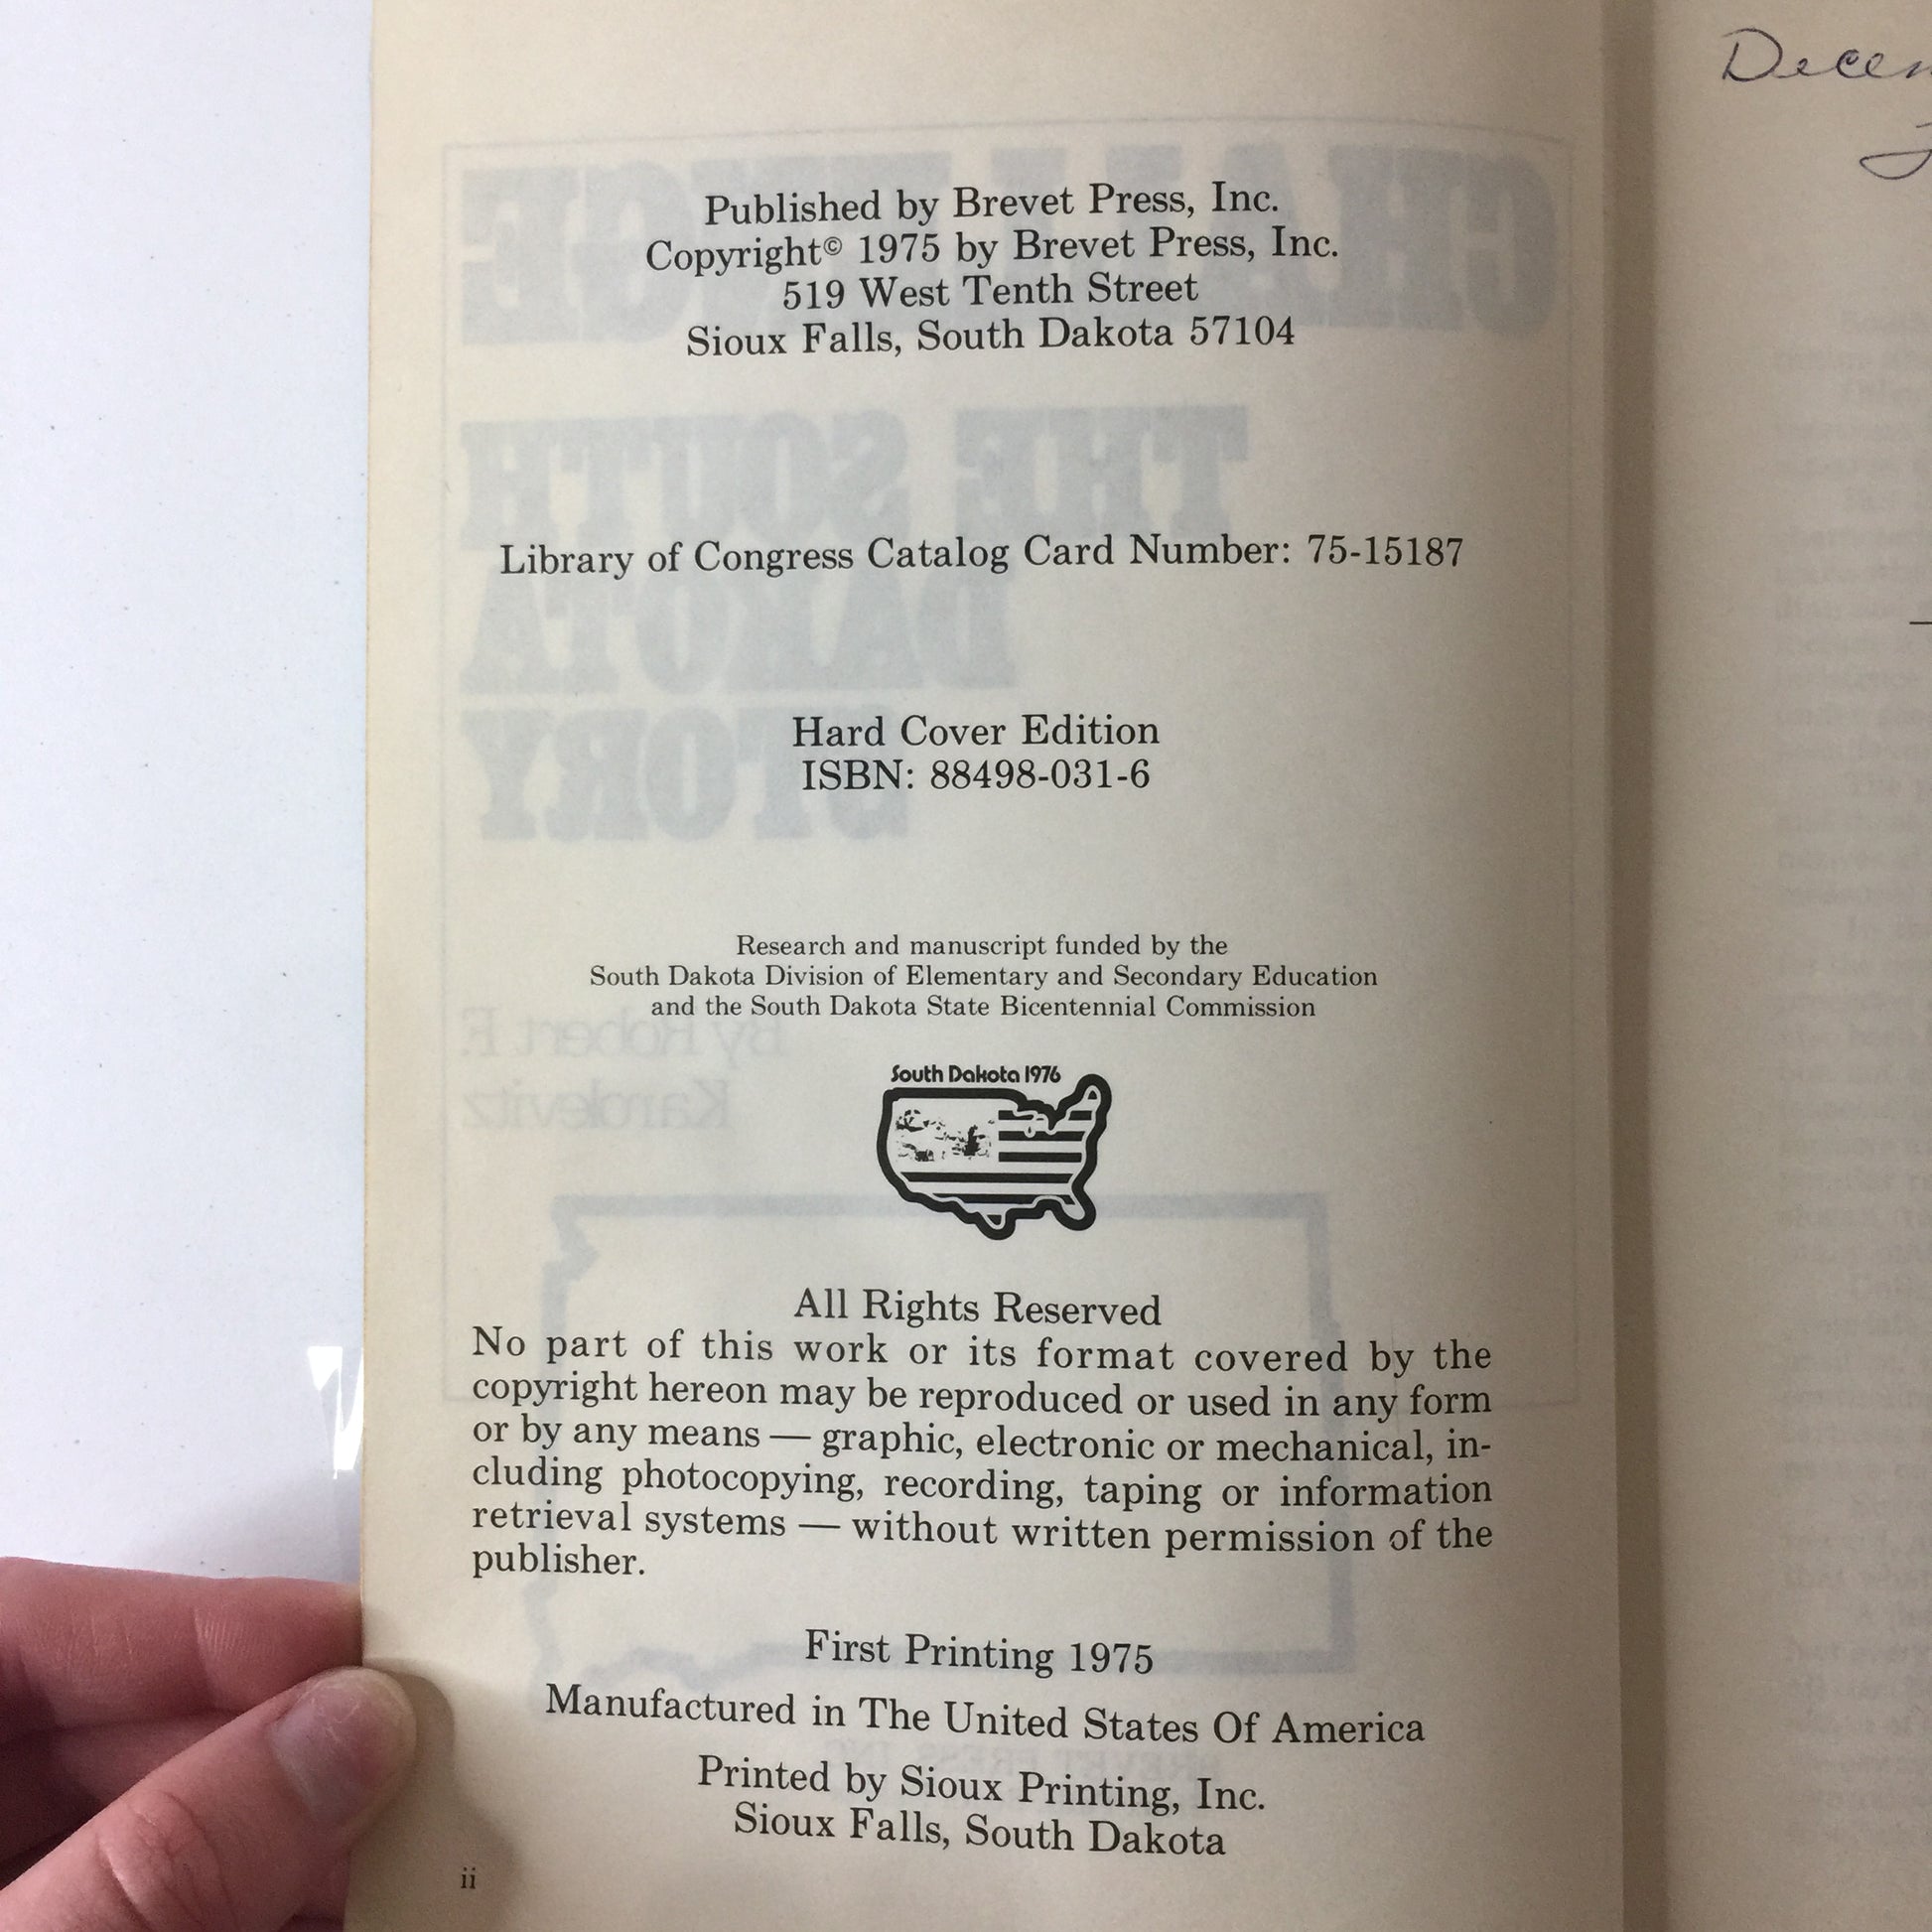 Published by Brevet Press, Inc.
Copyright© 1975 by Brevet Press, Inc.
519 West Tenth Street
Sioux Falls, South Dakota 57104
Library of Congress Catalog Card Number: 75-15187
Hard Cover Edition
ISBN: 88498-031-6
Research and manuscript funded by the
South Dakota Division of Elementary and Secondary Education
and the South Dakota State Bicentennial Commission
South Dakota 1976
All Rights Reserved
No part of this work or its format covered by the
copyright hereon may be reproduced or used in any form
or by any means — graphic, electronic or mechanical, in-
cluding photocopying, recording, taping or information
retrieval systems — without written permission of the
publisher.
First Printing 1975
Manufactured in The United States Of America
Printed by Sioux Printing, Inc.
Sioux Falls, South Dakota
ii